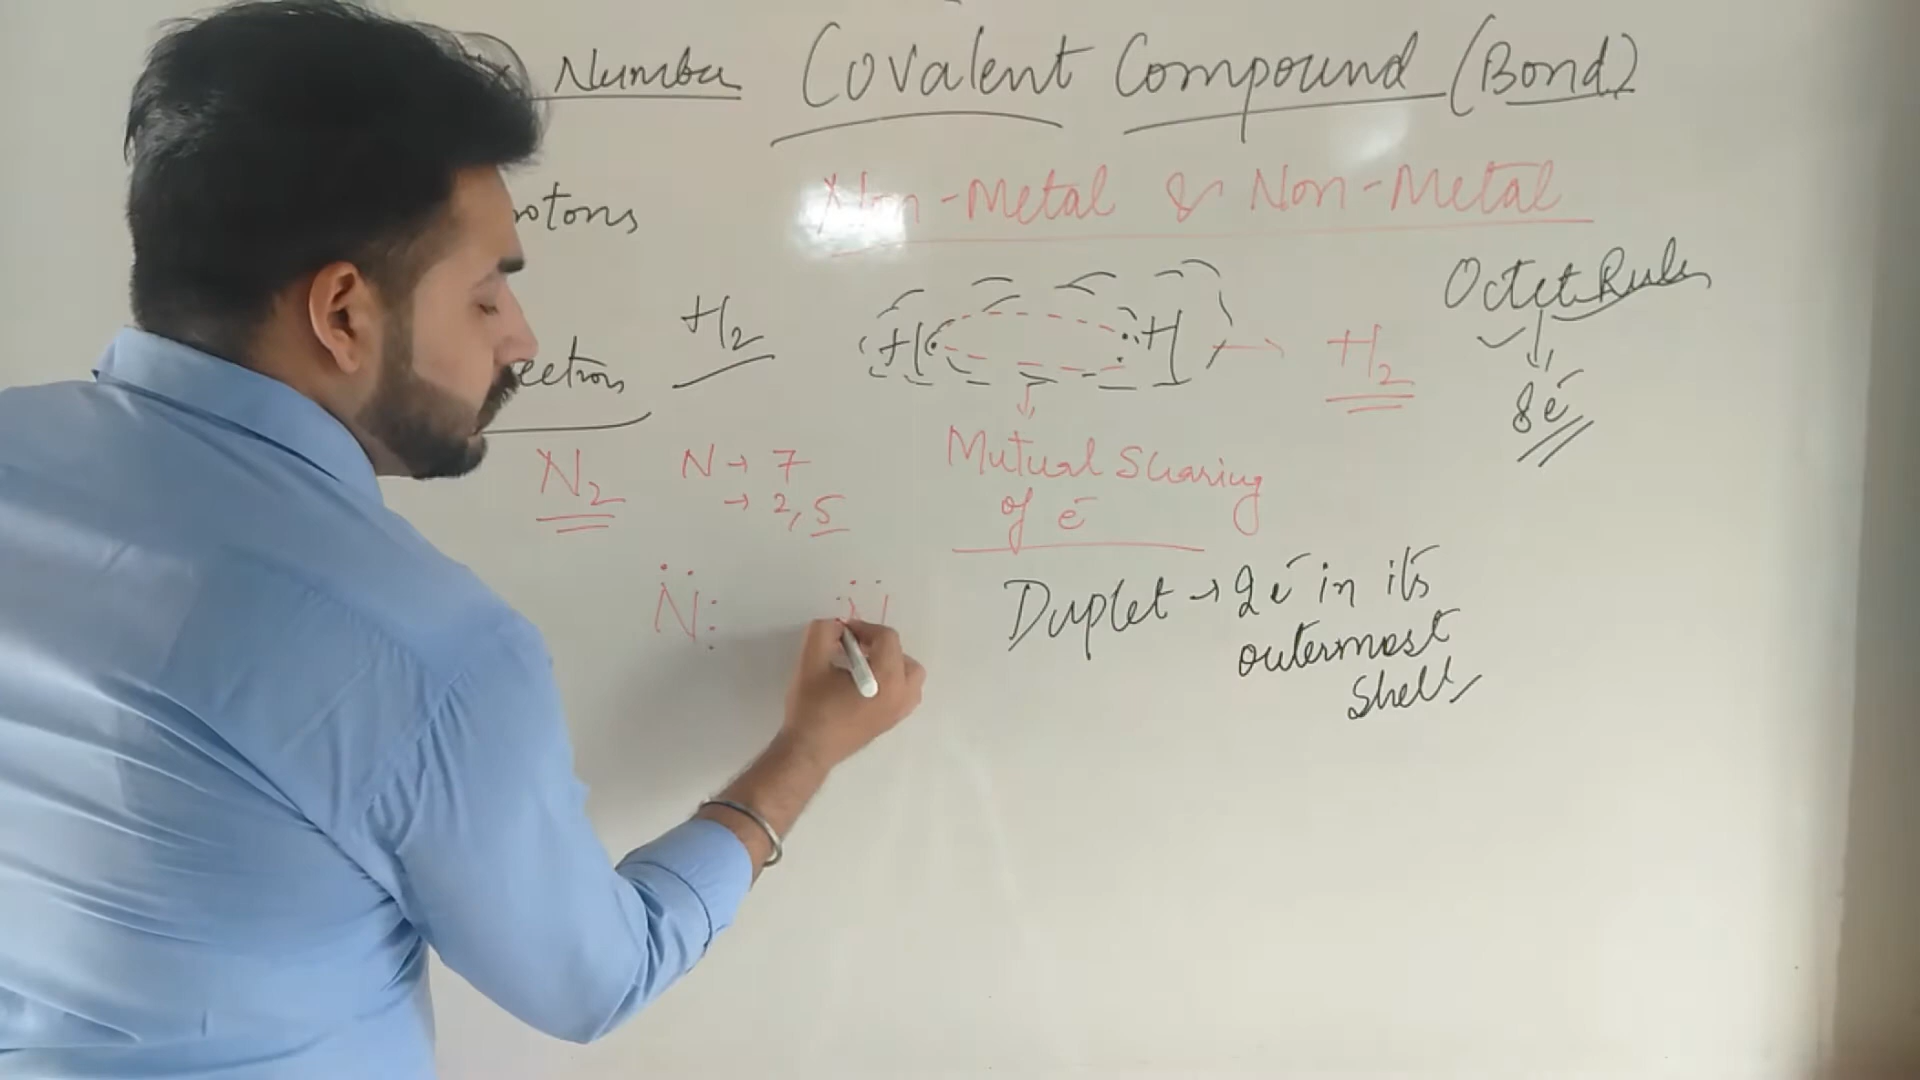 Number
Covalent Compound (Bond)
Non-Metal & Non-Metal
rotons
Octet Rule
H₂
H H → H₂
8e⁻
ectron
N₂
N → 7
→ 2, 5
Mutual Sharing
of e⁻
N: N
Duplet → 2e⁻ in its
outermost
Shell